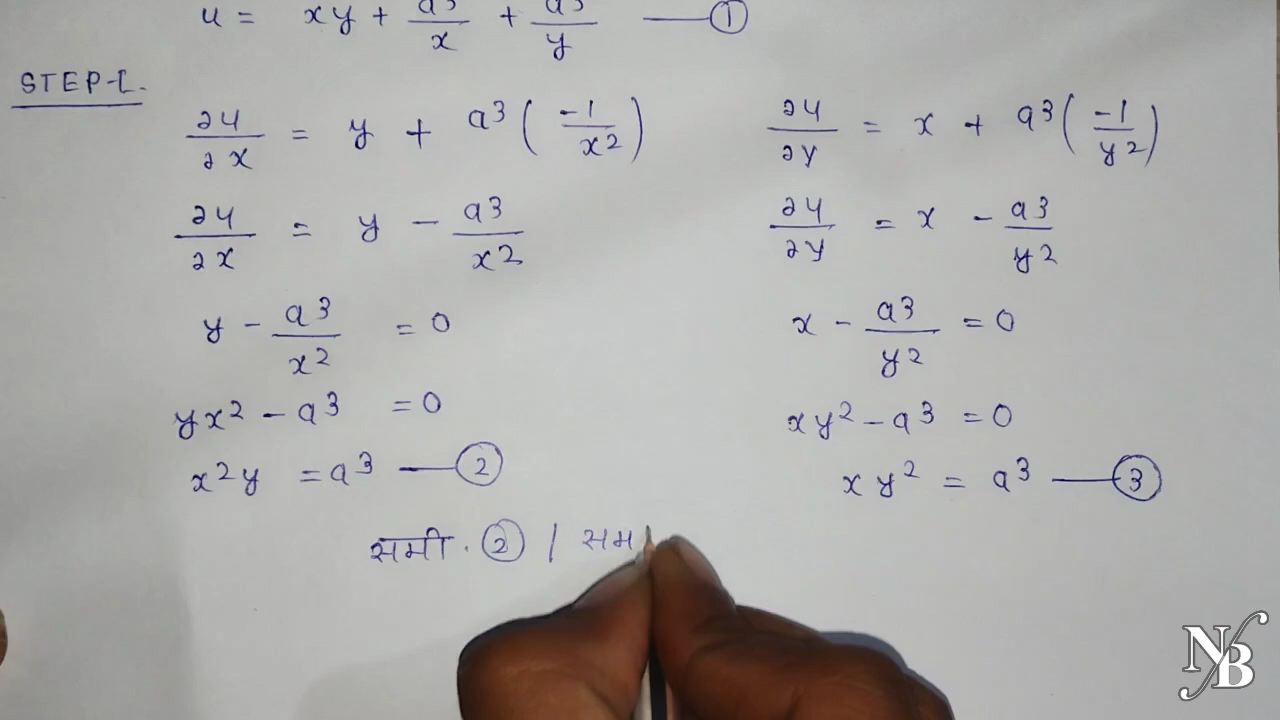 u = xy + a³/x + a³/y —— ①
STEP-I.
∂u/∂x = y + a³(-1/x²)
∂u/∂x = y - a³/x²
y - a³/x² = 0
yx² - a³ = 0
x²y = a³ —— ②
∂u/∂y = x + a³(-1/y²)
∂u/∂y = x - a³/y²
x - a³/y² = 0
xy² - a³ = 0
xy² = a³ —— ③
समी. ② / सम
NB